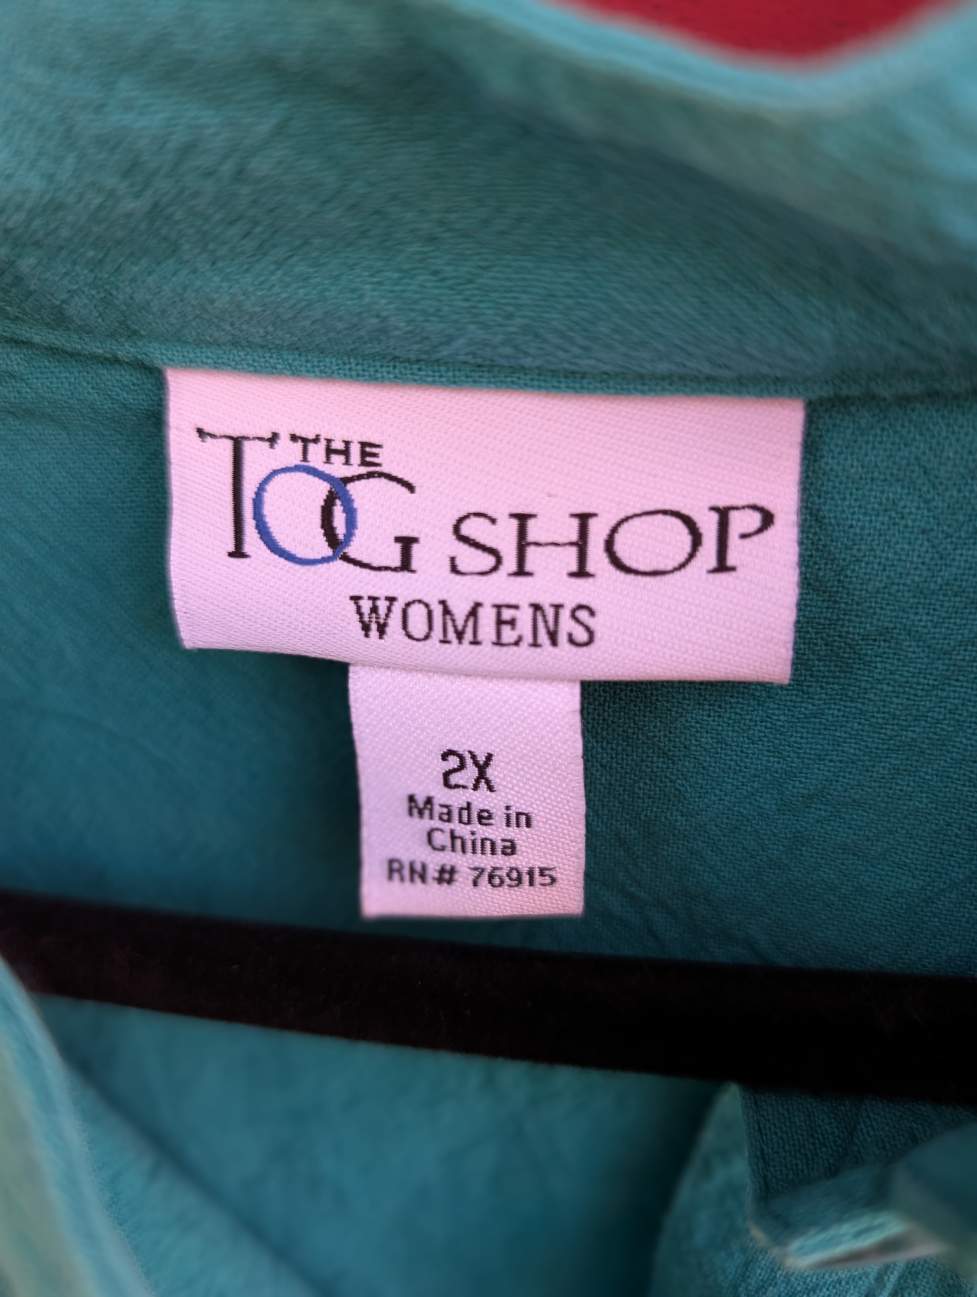 THE
TOG SHOP
WOMENS
2X
Made in
China
RN# 76915